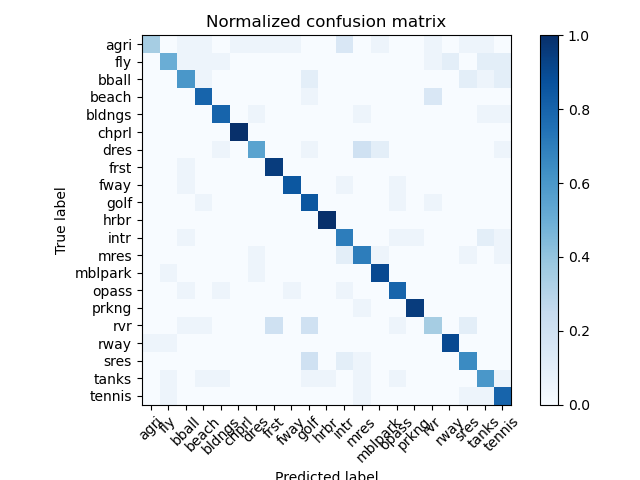 Normalized confusion matrix
True label
agri
fly
bball
beach
bldngs
chprl
dres
frst
fway
golf
hrbr
intr
mres
mblpark
opass
prkng
rvr
rway
sres
tanks
tennis
agri
fly
bball
beach
bldngs
chprl
dres
frst
fway
golf
hrbr
intr
mres
mblpark
opass
prkng
rvr
rway
sres
tanks
tennis
Predicted label
1.0
0.8
0.6
0.4
0.2
0.0